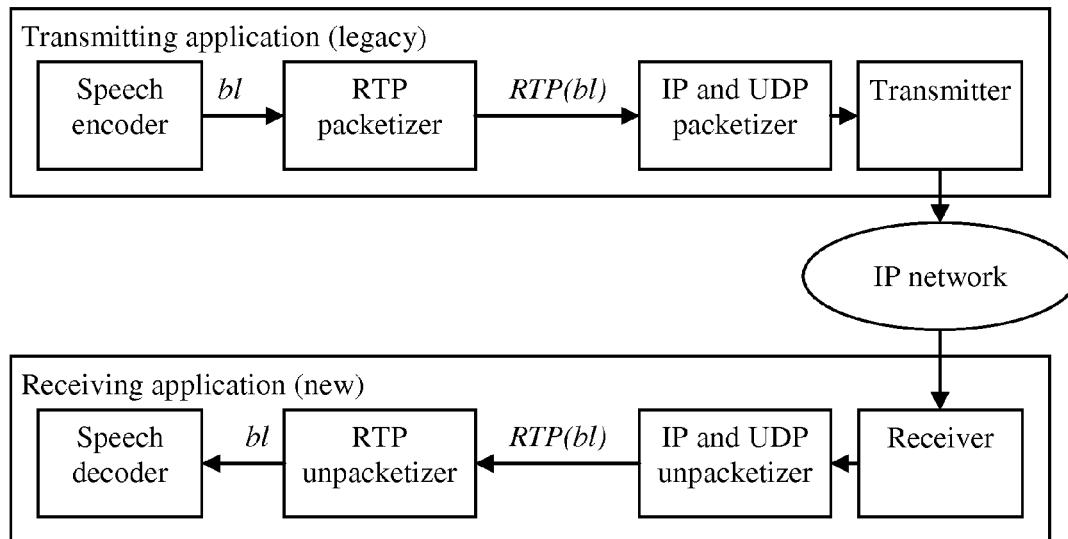 Transmitting application (legacy)
Speech
encoder
bl
RTP
packetizer
RTP(bl)
IP and UDP
packetizer
Transmitter
IP network
Receiving application (new)
Speech
decoder
bl
RTP
unpacketizer
RTP(bl)
IP and UDP
unpacketizer
Receiver